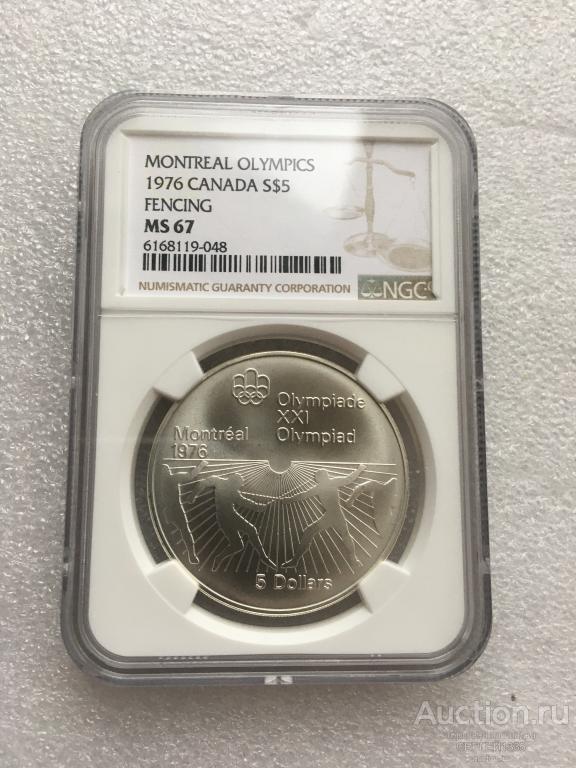 MONTREAL OLYMPICS
1976 CANADA S$5
FENCING
MS 67
6168119-048
NUMISMATIC GUARANTY CORPORATION
NGC
Olympiade
XXI
Olympiad
Montréal
1976
5 Dollars
Auction.ru